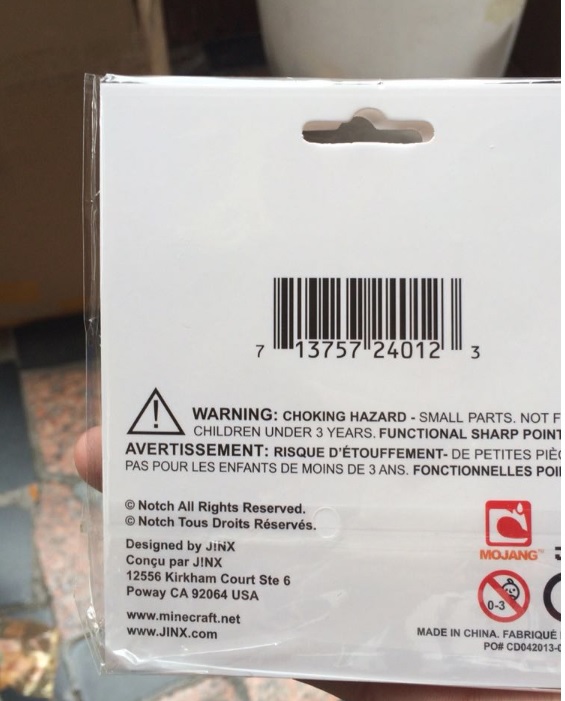 7 13757 24012 3
WARNING: CHOKING HAZARD - SMALL PARTS. NOT F
CHILDREN UNDER 3 YEARS. FUNCTIONAL SHARP POINT
AVERTISSEMENT: RISQUE D'ÉTOUFFEMENT- DE PETITES PIÈC
PAS POUR LES ENFANTS DE MOINS DE 3 ANS. FONCTIONNELLES POI
© Notch All Rights Reserved.
© Notch Tous Droits Réservés.
Designed by J!NX
Conçu par J!NX
12556 Kirkham Court Ste 6
Poway CA 92064 USA
www.minecraft.net
www.JINX.com
MOJANG™
0-3
MADE IN CHINA. FABRIQUÉ
PO# CD042013-